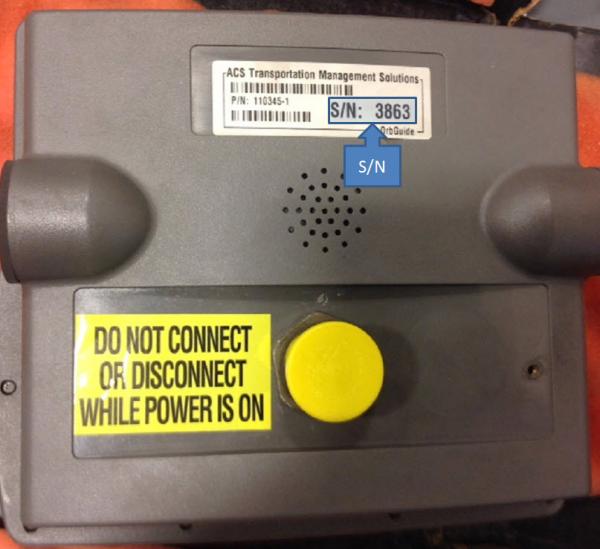 ACS Transportation Management Solutions
P/N: 110345-1
S/N: 3863
OrbGuide
S/N
DO NOT CONNECT
OR DISCONNECT
WHILE POWER IS ON